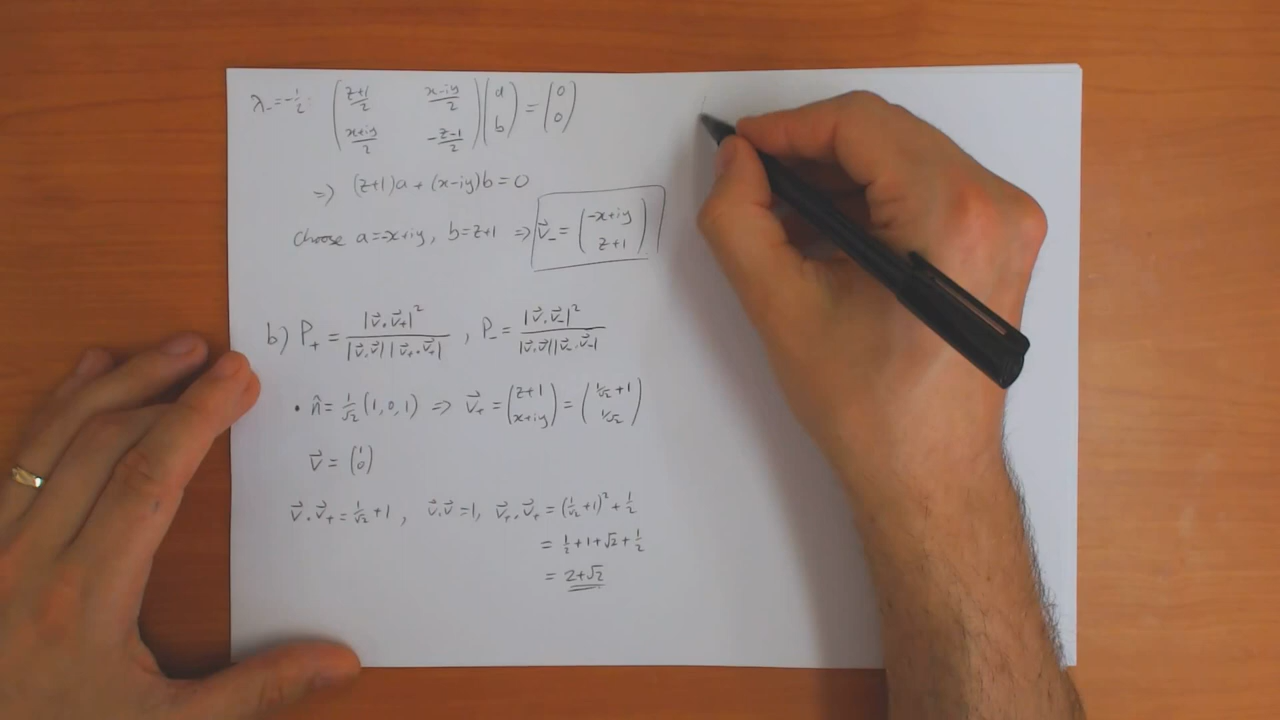 λ₋=-½: ( (z+1)/2 (x-iy)/2 ; (x+iy)/2 -(z-1)/2 ) ( a ; b ) = ( 0 ; 0 )
=> (z+1)a + (x-iy)b = 0
Choose a=-x+iy, b=z+1 => v⃗₋ = ( -x+iy ; z+1 )
b) P₊ = |v⃗·v⃗₊|² / |v⃗·v⃗||v⃗₊·v⃗₊| , P₋ = |v⃗·v⃗₋|² / |v⃗·v⃗||v⃗₋·v⃗₋|
• n̂ = 1/√2 (1,0,1) => v⃗₊ = ( z+1 ; x+iy ) = ( 1/√2+1 ; 1/√2 )
v⃗ = ( 1 ; 0 )
v⃗·v⃗₊ = 1/√2+1 , v⃗·v⃗=1, v⃗₊·v⃗₊ = (1/√2+1)² + ½
= ½+1+√2+½
= 2+√2